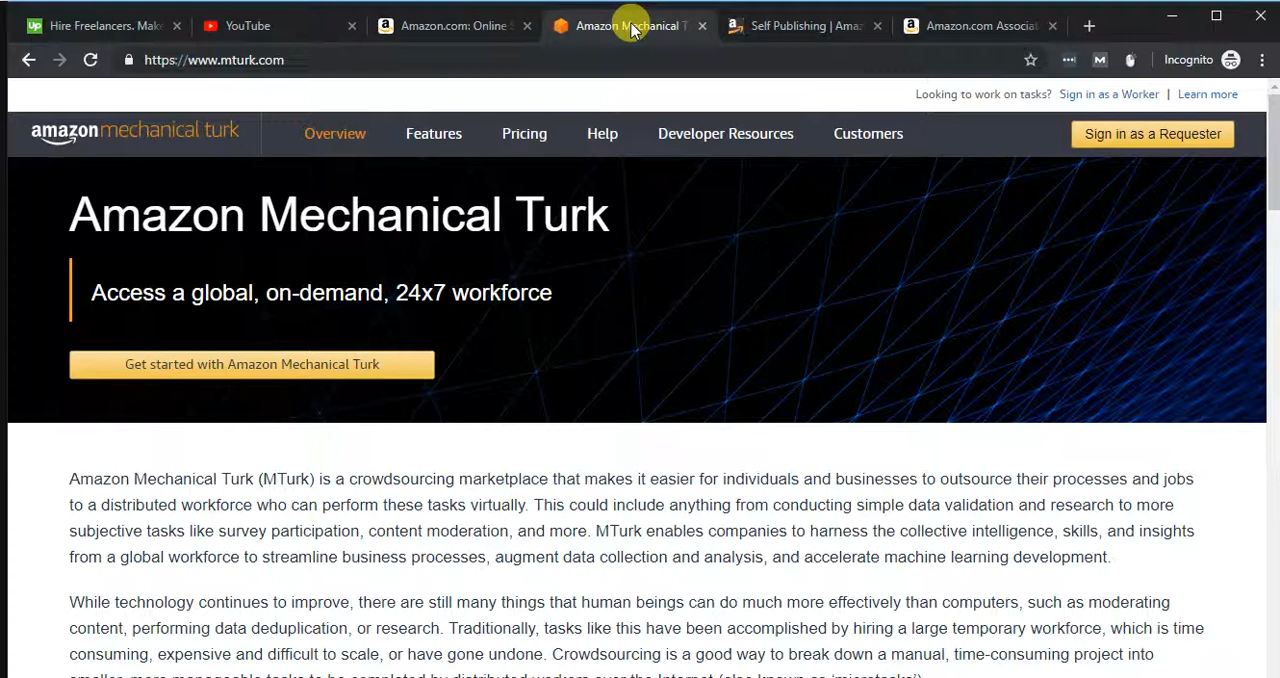 Hire Freelancers. Make
YouTube
Amazon.com: Online S
Amazon Mechanical T
Self Publishing | Amaz
Amazon.com Associat
https://www.mturk.com
M
Incognito
Looking to work on tasks? Sign in as a Worker | Learn more
amazonmechanical turk
Overview
Features
Pricing
Help
Developer Resources
Customers
Sign in as a Requester
Amazon Mechanical Turk
Access a global, on-demand, 24x7 workforce
Get started with Amazon Mechanical Turk
Amazon Mechanical Turk (MTurk) is a crowdsourcing marketplace that makes it easier for individuals and businesses to outsource their processes and jobs
to a distributed workforce who can perform these tasks virtually. This could include anything from conducting simple data validation and research to more
subjective tasks like survey participation, content moderation, and more. MTurk enables companies to harness the collective intelligence, skills, and insights
from a global workforce to streamline business processes, augment data collection and analysis, and accelerate machine learning development.
While technology continues to improve, there are still many things that human beings can do much more effectively than computers, such as moderating
content, performing data deduplication, or research. Traditionally, tasks like this have been accomplished by hiring a large temporary workforce, which is time
consuming, expensive and difficult to scale, or have gone undone. Crowdsourcing is a good way to break down a manual, time-consuming project into
smaller, more manageable tasks to be completed by distributed workers over the Internet (also known as 'microtasks').